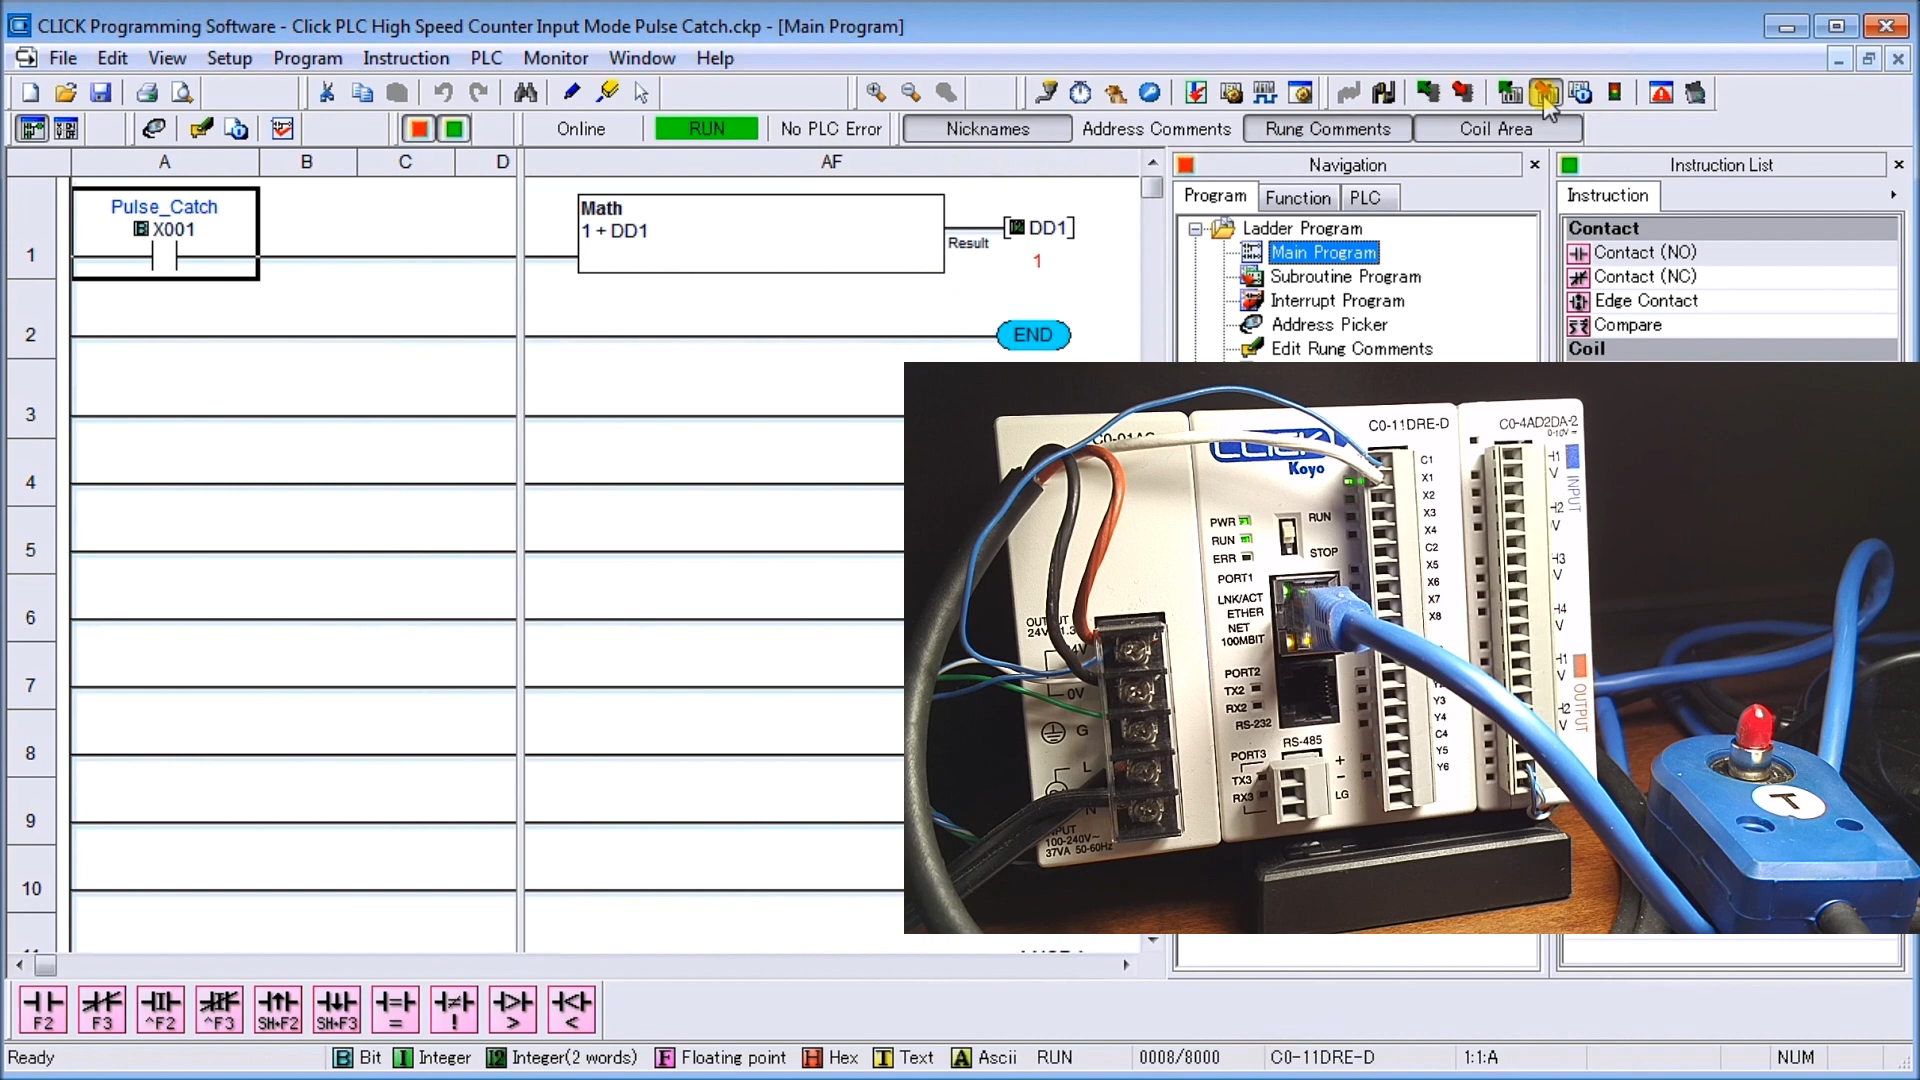 CLICK Programming Software - Click PLC High Speed Counter Input Mode Pulse Catch.ckp - [Main Program]
File Edit View Setup Program Instruction PLC Monitor Window Help
Online RUN No PLC Error Nicknames Address Comments Rung Comments Coil Area
A B C D AF
Pulse_Catch
B X001
Math
1 + DD1
Result
DD1
1
END
1
2
3
4
5
6
7
8
9
10
Navigation
Program Function PLC
Ladder Program
Main Program
Subroutine Program
Interrupt Program
Address Picker
Edit Rung Comments
Instruction List
Instruction
Contact
Contact (NO)
Contact (NC)
Edge Contact
Compare
Coil
C0-11DRE-D
C0-4AD2DA-2
Koyo
C1
X1
X2
X3
X4
C2
X5
X6
X7
X8
Y3
Y4
C4
Y5
Y6
PWR
RUN
ERR
RUN
STOP
PORT1
LNK/ACT
ETHER
NET
100MBIT
PORT2
TX2
RX2
RS-232
PORT3
TX3
RX3
RS-485
+
-
LG
0V
G
L
N
100-240V~
37VA 50-60Hz
INPUT
OUTPUT
T
F2 F3 ^F2 ^F3 SH+F2 SH+F3 = ! > <
Ready B Bit I Integer I2 Integer(2 words) F Floating point H Hex T Text A Ascii RUN 0008/8000 C0-11DRE-D 1:1:A NUM